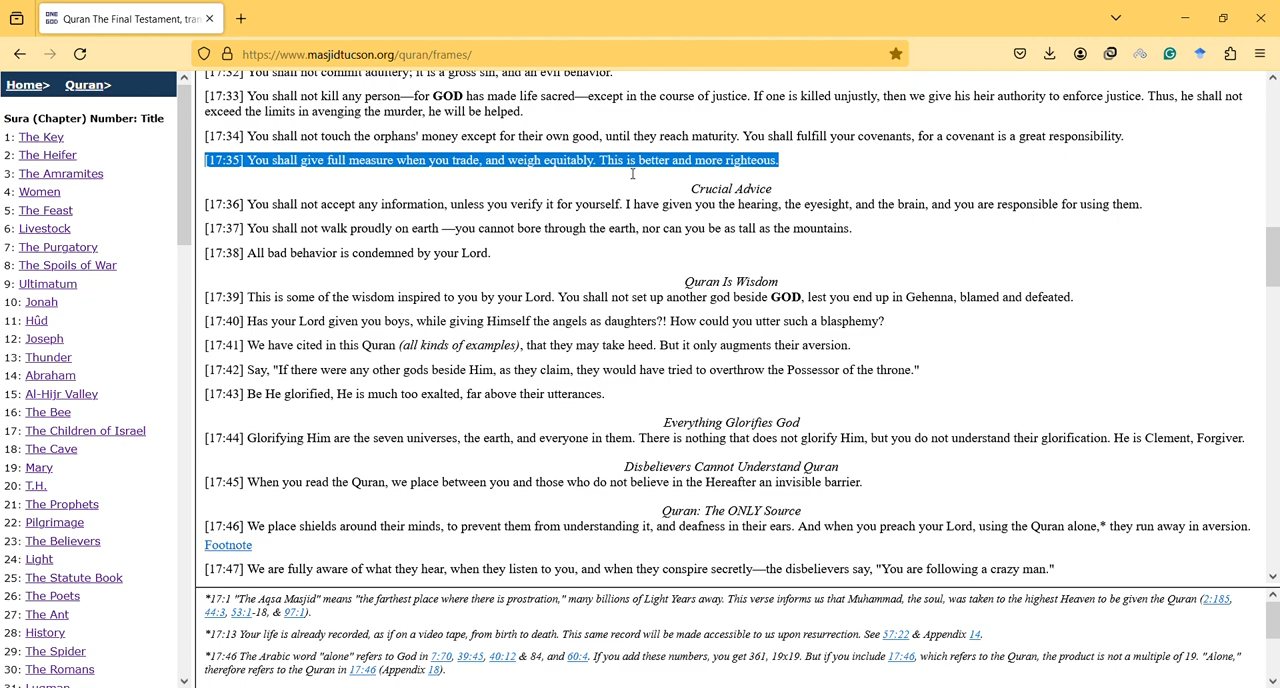 Quran The Final Testament, tran
https://www.masjidtucson.org/quran/frames/
Home> Quran>
Sura (Chapter) Number: Title
1: The Key
2: The Heifer
3: The Amramites
4: Women
5: The Feast
6: Livestock
7: The Purgatory
8: The Spoils of War
9: Ultimatum
10: Jonah
11: Hûd
12: Joseph
13: Thunder
14: Abraham
15: Al-Hijr Valley
16: The Bee
17: The Children of Israel
18: The Cave
19: Mary
20: T.H.
21: The Prophets
22: Pilgrimage
23: The Believers
24: Light
25: The Statute Book
26: The Poets
27: The Ant
28: History
29: The Spider
30: The Romans
31: Luqman
[17:32] You shall not commit adultery; it is a gross sin, and an evil behavior.
[17:33] You shall not kill any person—for GOD has made life sacred—except in the course of justice. If one is killed unjustly, then we give his heir authority to enforce justice. Thus, he shall not
exceed the limits in avenging the murder, he will be helped.
[17:34] You shall not touch the orphans' money except for their own good, until they reach maturity. You shall fulfill your covenants, for a covenant is a great responsibility.
[17:35] You shall give full measure when you trade, and weigh equitably. This is better and more righteous.
Crucial Advice
[17:36] You shall not accept any information, unless you verify it for yourself. I have given you the hearing, the eyesight, and the brain, and you are responsible for using them.
[17:37] You shall not walk proudly on earth —you cannot bore through the earth, nor can you be as tall as the mountains.
[17:38] All bad behavior is condemned by your Lord.
Quran Is Wisdom
[17:39] This is some of the wisdom inspired to you by your Lord. You shall not set up another god beside GOD, lest you end up in Gehenna, blamed and defeated.
[17:40] Has your Lord given you boys, while giving Himself the angels as daughters?! How could you utter such a blasphemy?
[17:41] We have cited in this Quran (all kinds of examples), that they may take heed. But it only augments their aversion.
[17:42] Say, "If there were any other gods beside Him, as they claim, they would have tried to overthrow the Possessor of the throne."
[17:43] Be He glorified, He is much too exalted, far above their utterances.
Everything Glorifies God
[17:44] Glorifying Him are the seven universes, the earth, and everyone in them. There is nothing that does not glorify Him, but you do not understand their glorification. He is Clement, Forgiver.
Disbelievers Cannot Understand Quran
[17:45] When you read the Quran, we place between you and those who do not believe in the Hereafter an invisible barrier.
Quran: The ONLY Source
[17:46] We place shields around their minds, to prevent them from understanding it, and deafness in their ears. And when you preach your Lord, using the Quran alone,* they run away in aversion.
Footnote
[17:47] We are fully aware of what they hear, when they listen to you, and when they conspire secretly—the disbelievers say, "You are following a crazy man."
*17:1 "The Aqsa Masjid" means "the farthest place where there is prostration," many billions of Light Years away. This verse informs us that Muhammad, the soul, was taken to the highest Heaven to be given the Quran (2:185,
44:3, 53:1-18, & 97:1).
*17:13 Your life is already recorded, as if on a video tape, from birth to death. This same record will be made accessible to us upon resurrection. See 57:22 & Appendix 14.
*17:46 The Arabic word "alone" refers to God in 7:70, 39:45, 40:12 & 84, and 60:4. If you add these numbers, you get 361, 19x19. But if you include 17:46, which refers to the Quran, the product is not a multiple of 19. "Alone,"
therefore refers to the Quran in 17:46 (Appendix 18).